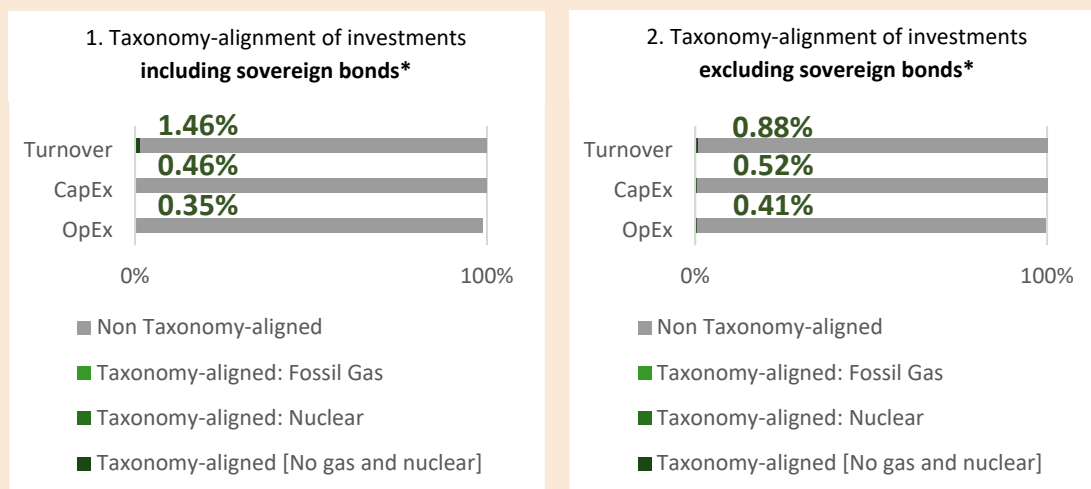 1. Taxonomy-alignment of investments
including sovereign bonds*
1.46%
Turnover
0.46%
CapEx
0.35%
OpEx
0%
100%
Non Taxonomy-aligned
Taxonomy-aligned: Fossil Gas
Taxonomy-aligned: Nuclear
Taxonomy-aligned [No gas and nuclear]
2. Taxonomy-alignment of investments
excluding sovereign bonds*
0.88%
Turnover
0.52%
CapEx
0.41%
OpEx
0%
100%
Non Taxonomy-aligned
Taxonomy-aligned: Fossil Gas
Taxonomy-aligned: Nuclear
Taxonomy-aligned [No gas and nuclear]